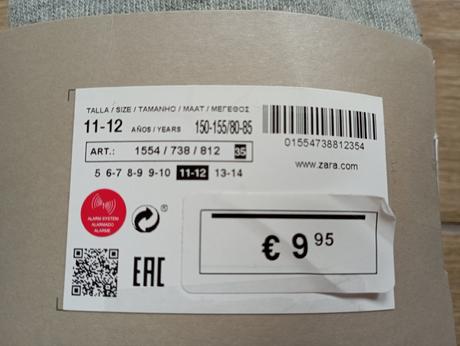 TALLA / SIZE / TAMANHO / MAAT / ΜΕΓΕΘΟΣ
11-12 AÑOS / YEARS 150-155/80-85
01554738812354
ART.: 1554 / 738 / 812 35
www.zara.com
5 6-7 8-9 9-10 11-12 13-14
ALARM SYSTEM
ALARMADO
ALARME
®
EAC
€ 9 95